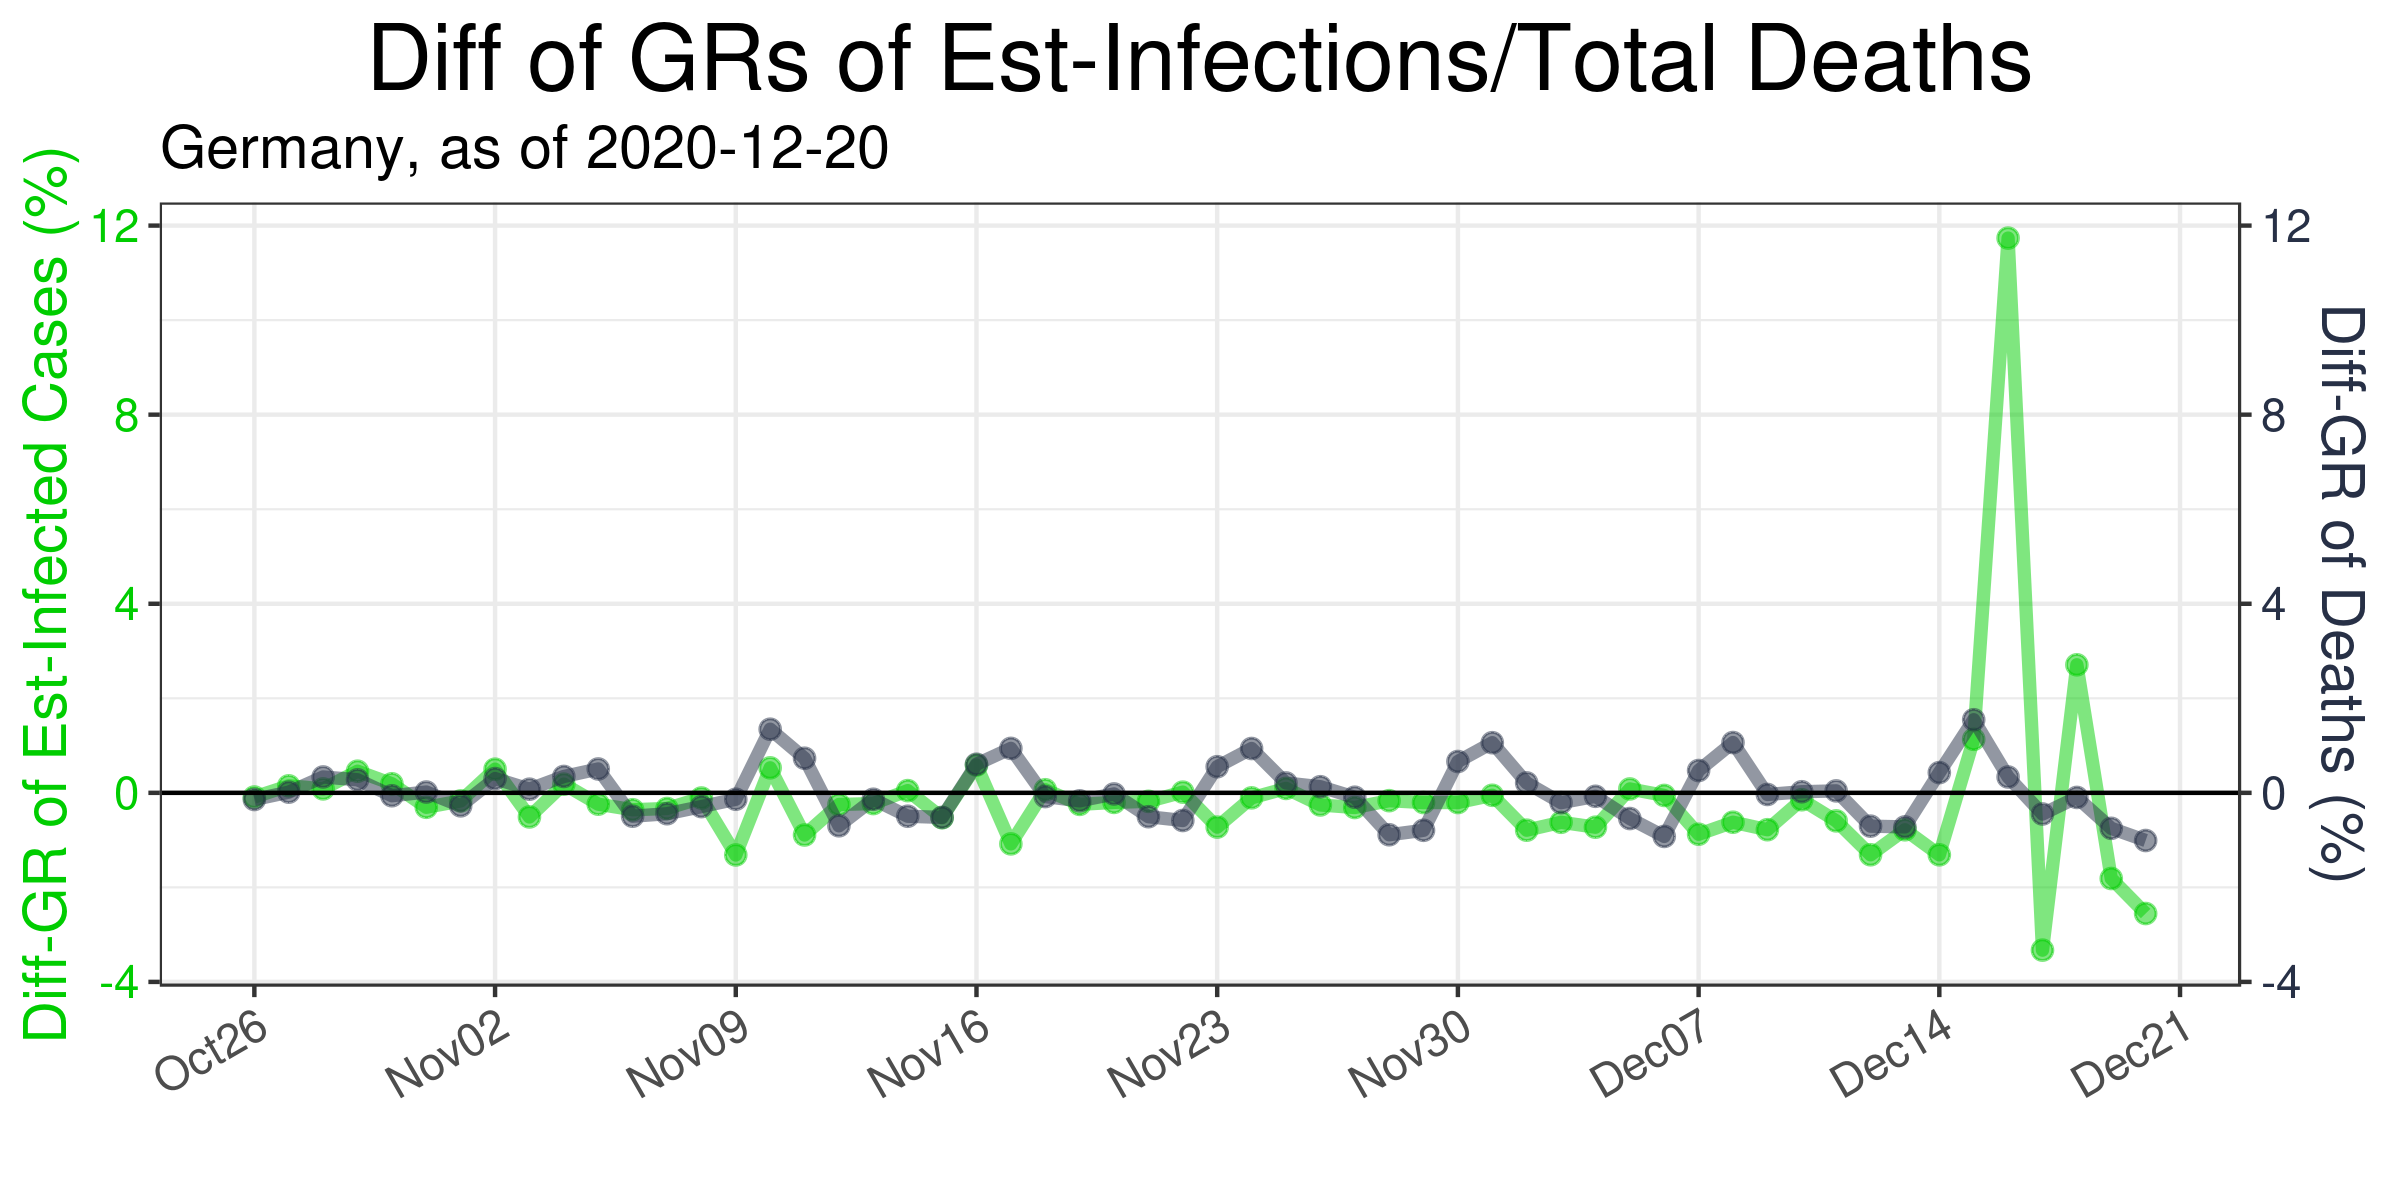 Diff of GRs of Est-Infections/Total Deaths
Germany, as of 2020-12-20
Diff-GR of Est-Infected Cases (%)
12
8
4
0
-4
12
8
4
0
-4
Diff-GR of Deaths (%)
Oct26
Nov02
Nov09
Nov16
Nov23
Nov30
Dec07
Dec14
Dec21